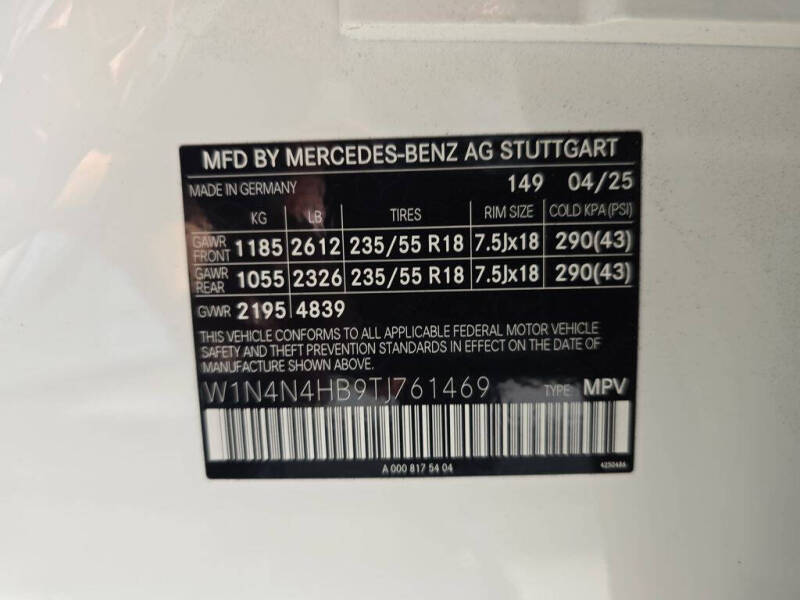 MFD BY MERCEDES-BENZ AG STUTTGART
MADE IN GERMANY 149 04/25
KG LB TIRES RIM SIZE COLD KPA (PSI)
GAWR FRONT 1185 2612 235/55 R18 7.5Jx18 290(43)
GAWR REAR 1055 2326 235/55 R18 7.5Jx18 290(43)
GVWR 2195 4839
THIS VEHICLE CONFORMS TO ALL APPLICABLE FEDERAL MOTOR VEHICLE
SAFETY AND THEFT PREVENTION STANDARDS IN EFFECT ON THE DATE
OF MANUFACTURE SHOWN ABOVE.
W1N4N4HB9TJ761469 TYPE: MPV
A 000 817 54 04 4250486